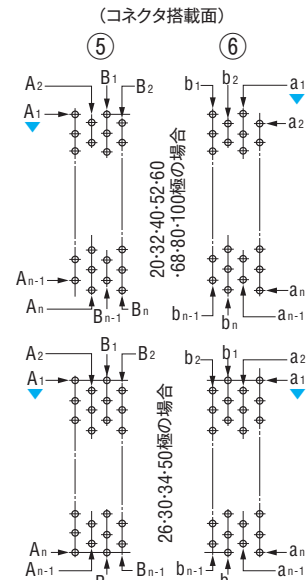 (コネクタ搭載面)
⑤ ⑥
A2 B1 B2 b1 b2 a1
A1 a2
20・32・40・52・60
・68・80・100極の場合
An-1 an
An Bn-1 Bn bn-1 bn an-1
A2 B1 B2 b2 b1 a2
A1 a1
26・30・34・50極の場合
An an
An-1 Bn-1 bn-1 an-1